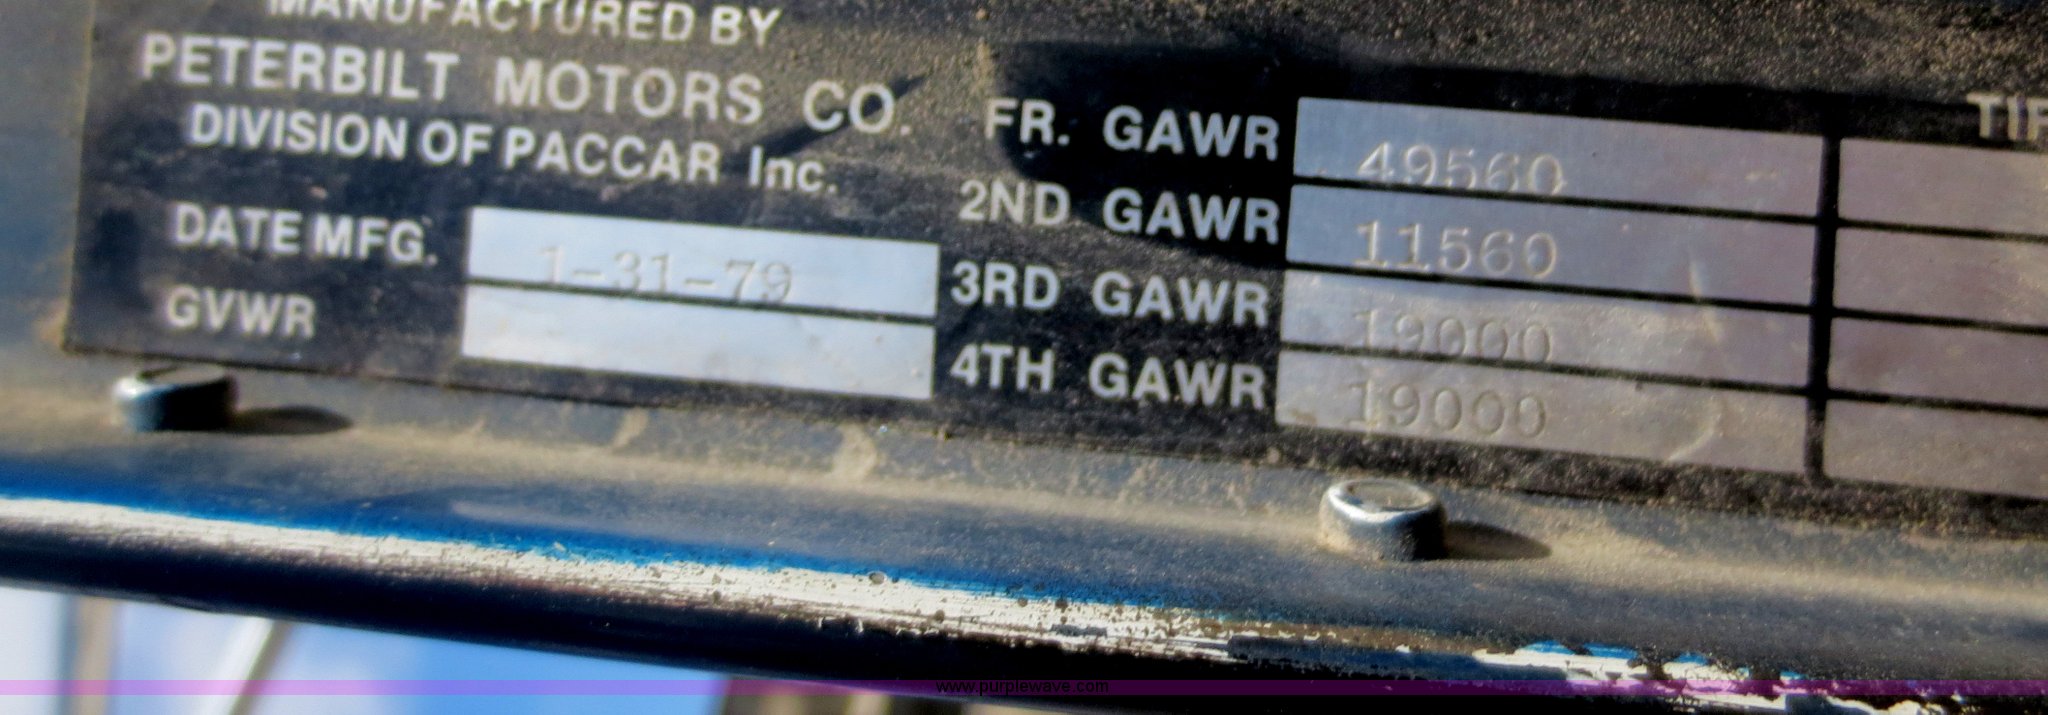 MANUFACTURED BY
PETERBILT MOTORS CO.
DIVISION OF PACCAR Inc.
DATE MFG. 1-31-79
GVWR
FR. GAWR 49560
2ND GAWR 11560
3RD GAWR 19000
4TH GAWR 19000
www.purplewave.com